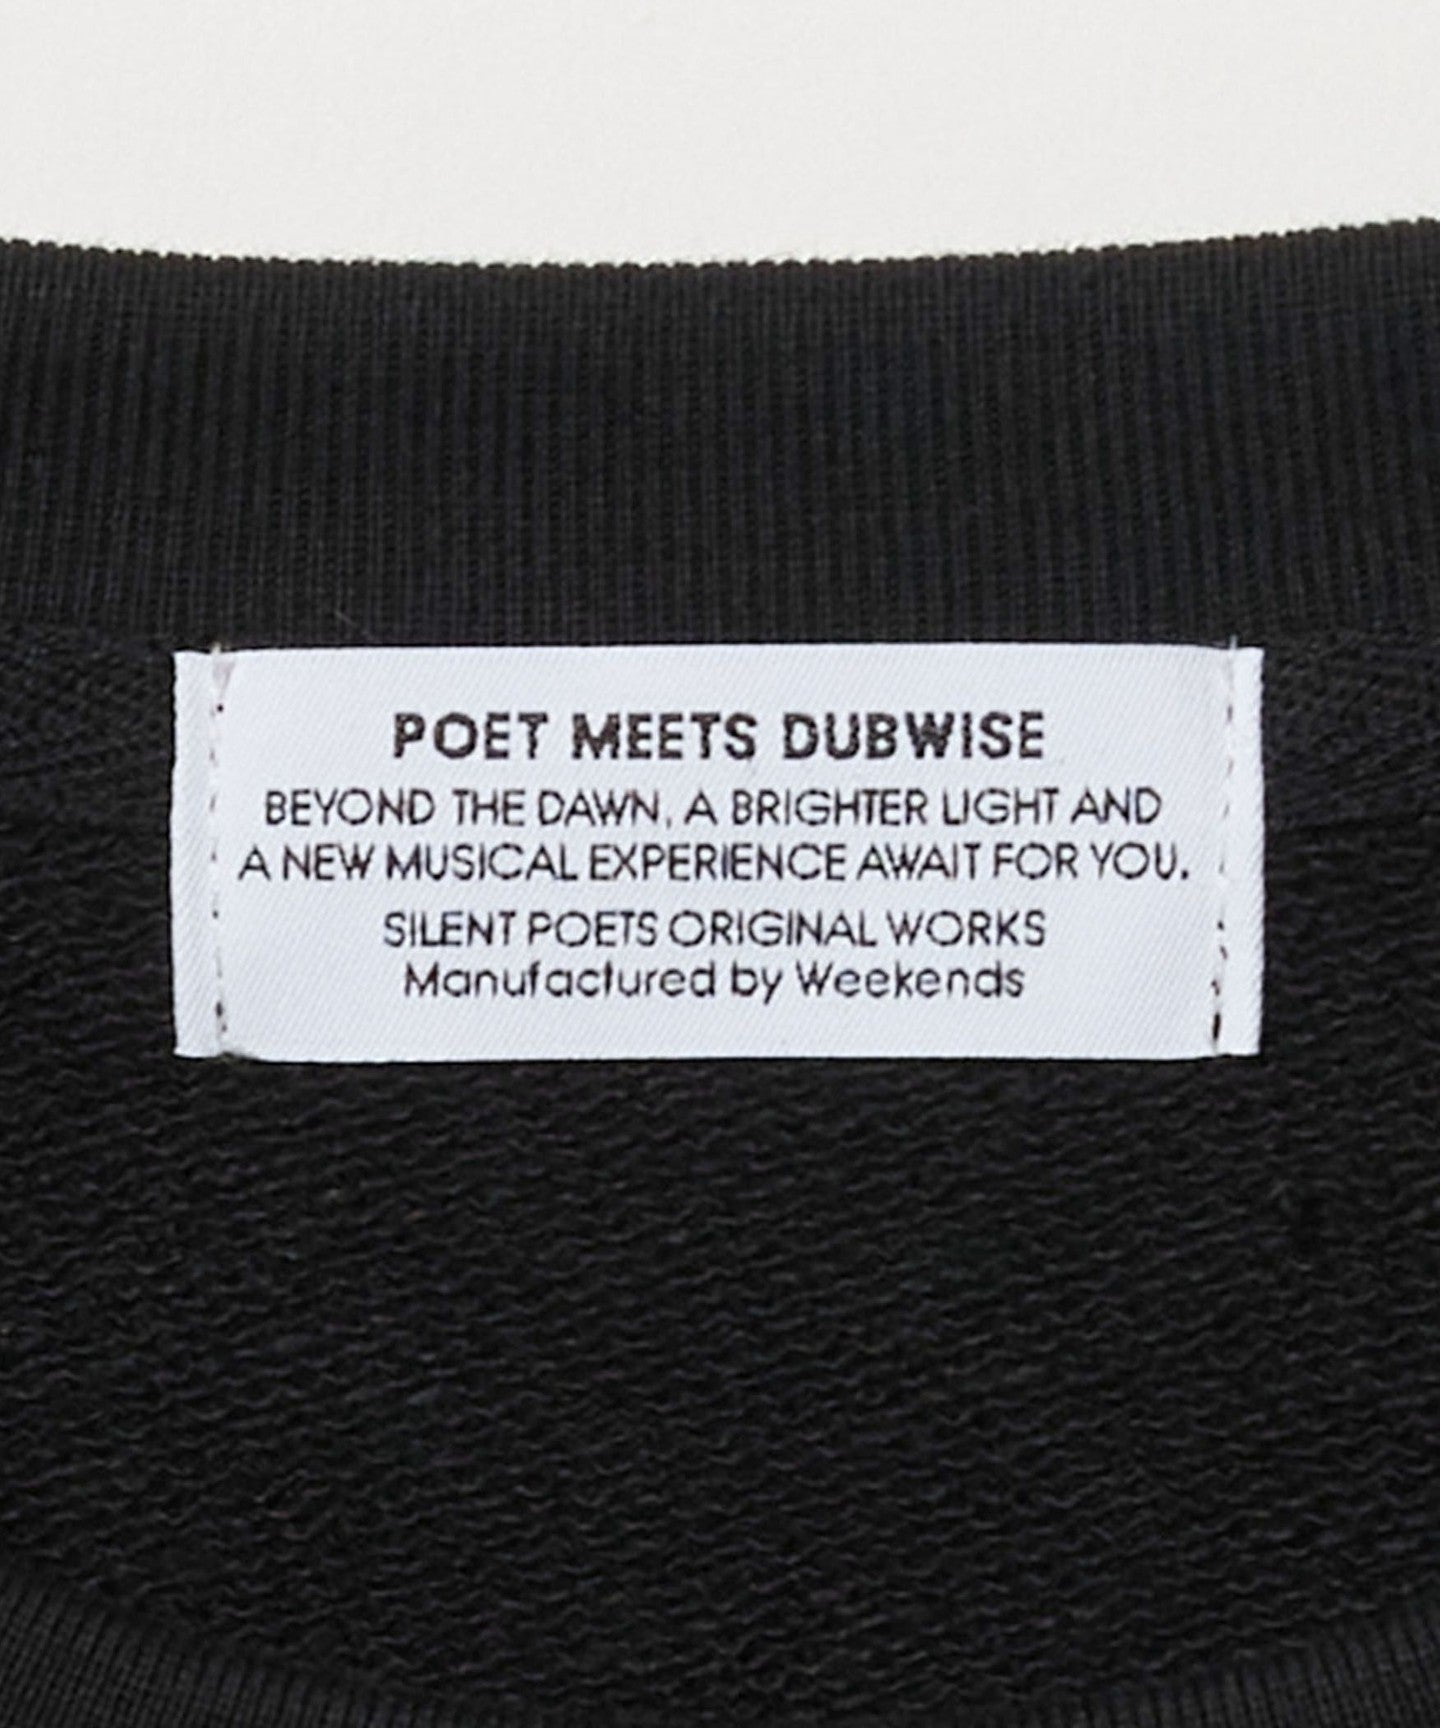 POET MEETS DUBWISE
BEYOND THE DAWN, A BRIGHTER LIGHT AND
A NEW MUSICAL EXPERIENCE AWAIT FOR YOU.
SILENT POETS ORIGINAL WORKS
Manufactured by Weekends